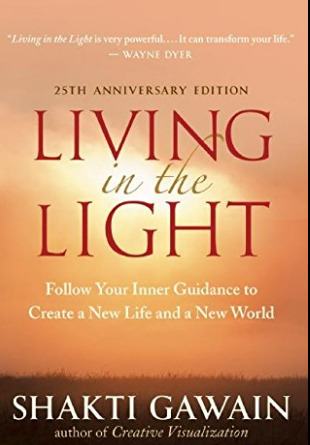 “Living in the Light is very powerful.... It can transform your life.”
— WAYNE DYER
25TH ANNIVERSARY EDITION
LIVING
in the
LIGHT
Follow Your Inner Guidance to
Create a New Life and a New World
SHAKTI GAWAIN
author of Creative Visualization